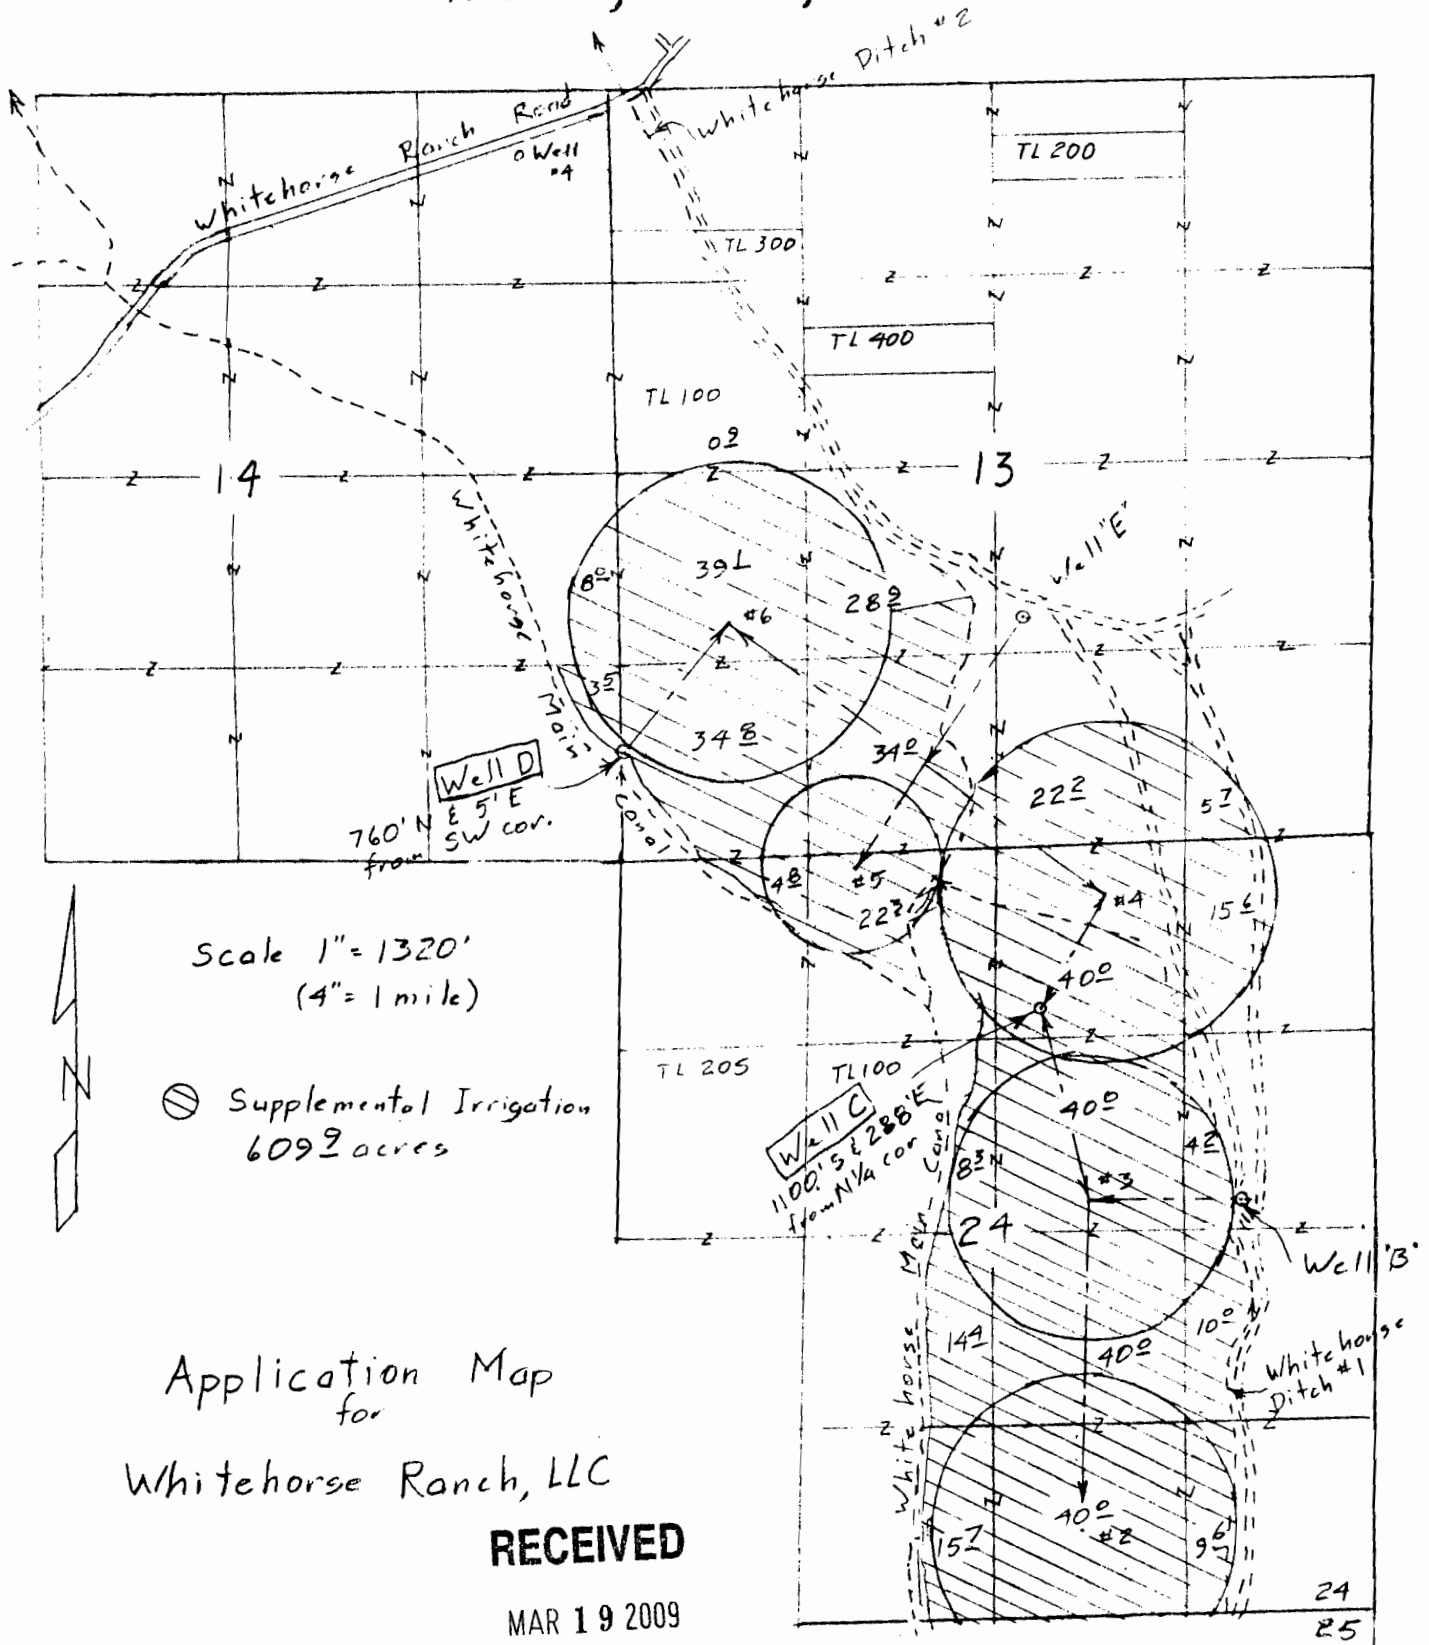 Whitehorse Ditch #2
Whitehorse Ranch Road
Well
#4
TL 200
TL 300
TL 400
TL 100
0 9
14
13
Whitehorse Main Canal
Well "E"
39 1
8 0
28 9
#6
3 5
34 8
34 0
22 2
5 7
Well D
760' N & 5' E
from SW cor.
4 8
#5
22 3
#4
15 6
Scale 1" = 1320'
(4" = 1 mile)
40 0
N
TL 205
TL 100
Supplemental Irrigation
609 9 acres
Well C
1100' S & 288' E
from N 1/4 cor
40 0
4 2
8 3
#3
24
Well "B"
Whitehorse Main Canal
14 4
10 0
40 0
Whitehorse
Ditch #1
Application Map
for
Whitehorse Ranch, LLC
40 0
#2
15 7
9 6
RECEIVED
MAR 19 2009
24
25